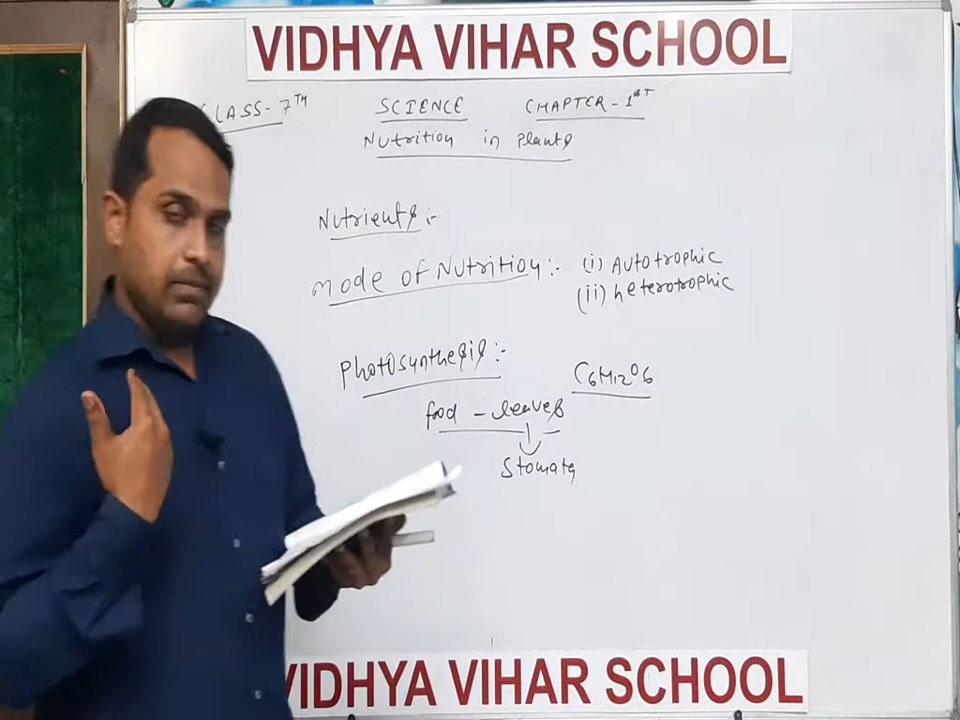 VIDHYA VIHAR SCHOOL
CLASS-7TH SCIENCE CHAPTER-1ST
Nutrition in Plants
Nutrients:-
Mode of Nutrition:- (i) Autotrophic
(ii) heterotrophic
Photosynthesis:-
C6H12O6
food - leaves
Stomata
VIDHYA VIHAR SCHOOL